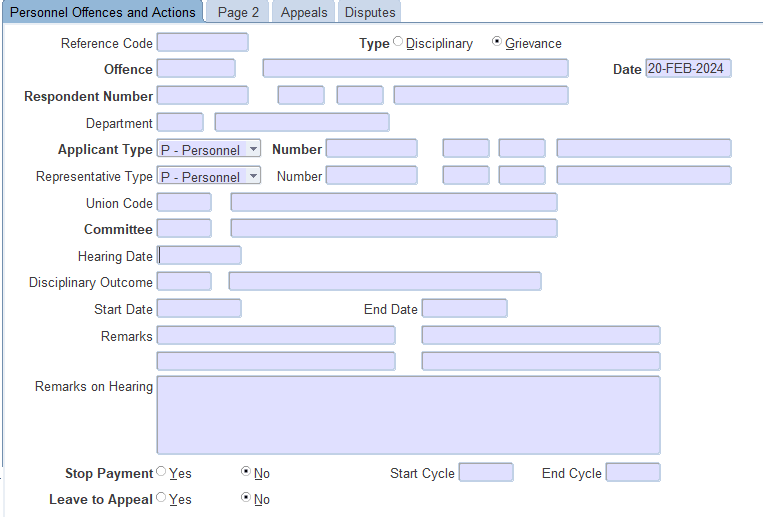 Personnel Offences and Actions Page 2 Appeals Disputes
Reference Code Type Disciplinary Grievance
Offence Date 20-FEB-2024
Respondent Number
Department
Applicant Type P - Personnel Number
Representative Type P - Personnel Number
Union Code
Committee
Hearing Date
Disciplinary Outcome
Start Date End Date
Remarks
Remarks on Hearing
Stop Payment Yes No Start Cycle End Cycle
Leave to Appeal Yes No